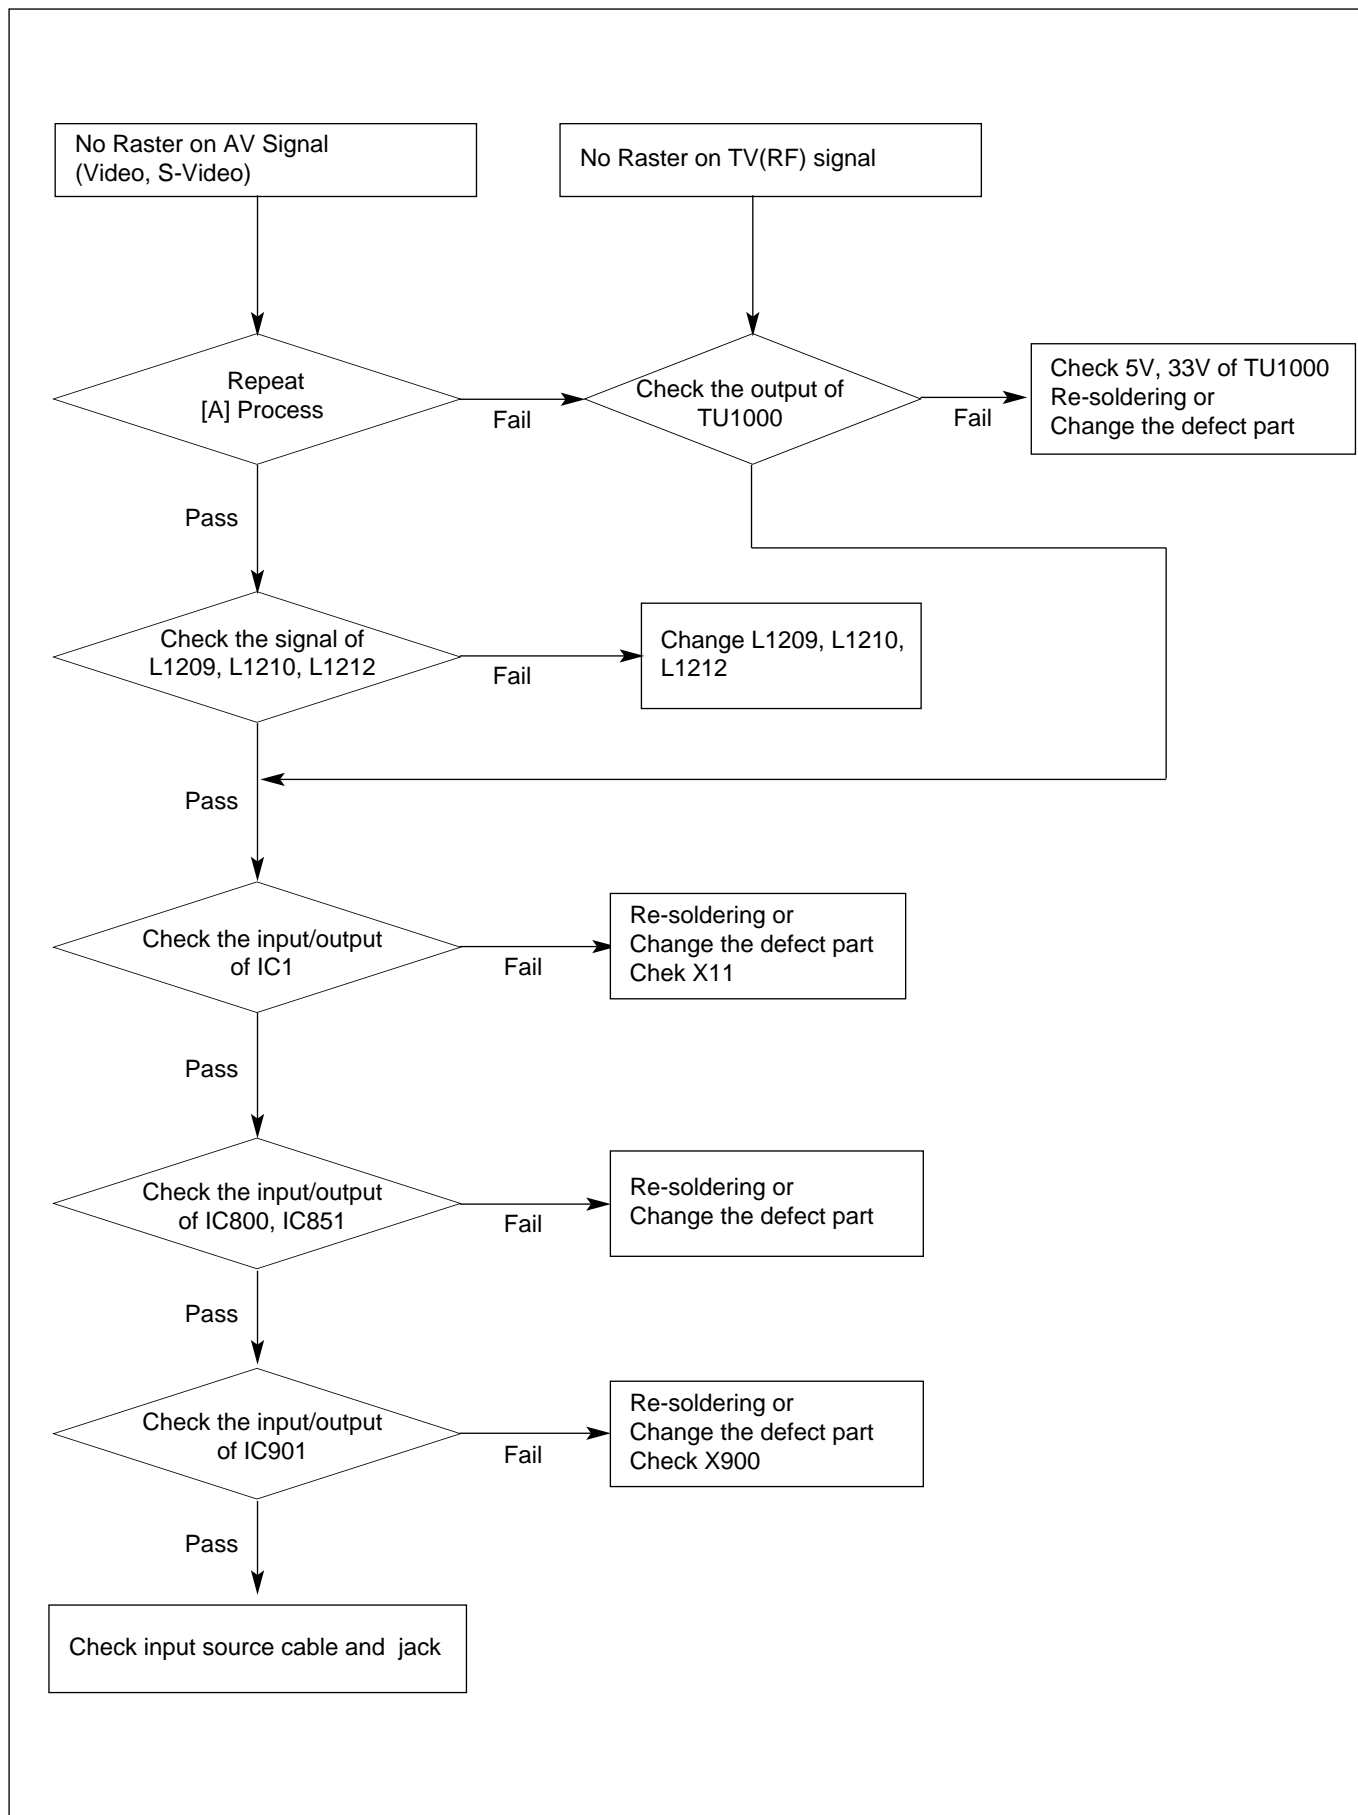 No Raster on AV Signal
(Video, S-Video)
No Raster on TV(RF) signal
Repeat
[A] Process
Fail
Check the output of
TU1000
Fail
Check 5V, 33V of TU1000
Re-soldering or
Change the defect part
Pass
Check the signal of
L1209, L1210, L1212
Fail
Change L1209, L1210,
L1212
Pass
Check the input/output
of IC1
Fail
Re-soldering or
Change the defect part
Chek X11
Pass
Check the input/output
of IC800, IC851
Fail
Re-soldering or
Change the defect part
Pass
Check the input/output
of IC901
Fail
Re-soldering or
Change the defect part
Check X900
Pass
Check input source cable and  jack